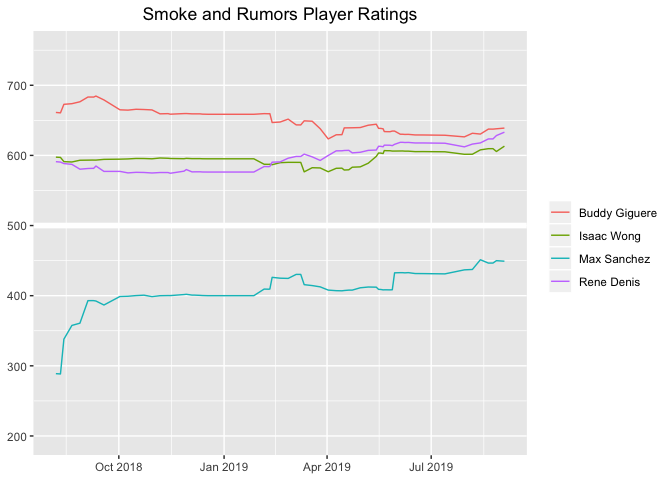 Smoke and Rumors Player Ratings
700
600
500
400
300
200
Oct 2018 Jan 2019 Apr 2019 Jul 2019
Buddy Giguere
Isaac Wong
Max Sanchez
Rene Denis